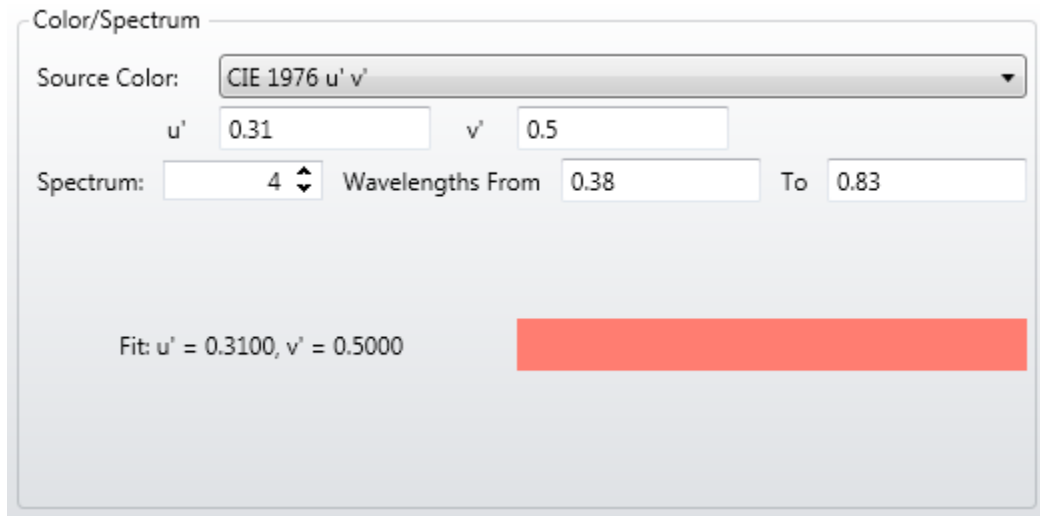 Color/Spectrum
Source Color: CIE 1976 u' v'
u' 0.31 v' 0.5
Spectrum: 4 Wavelengths From 0.38 To 0.83
Fit: u' = 0.3100, v' = 0.5000